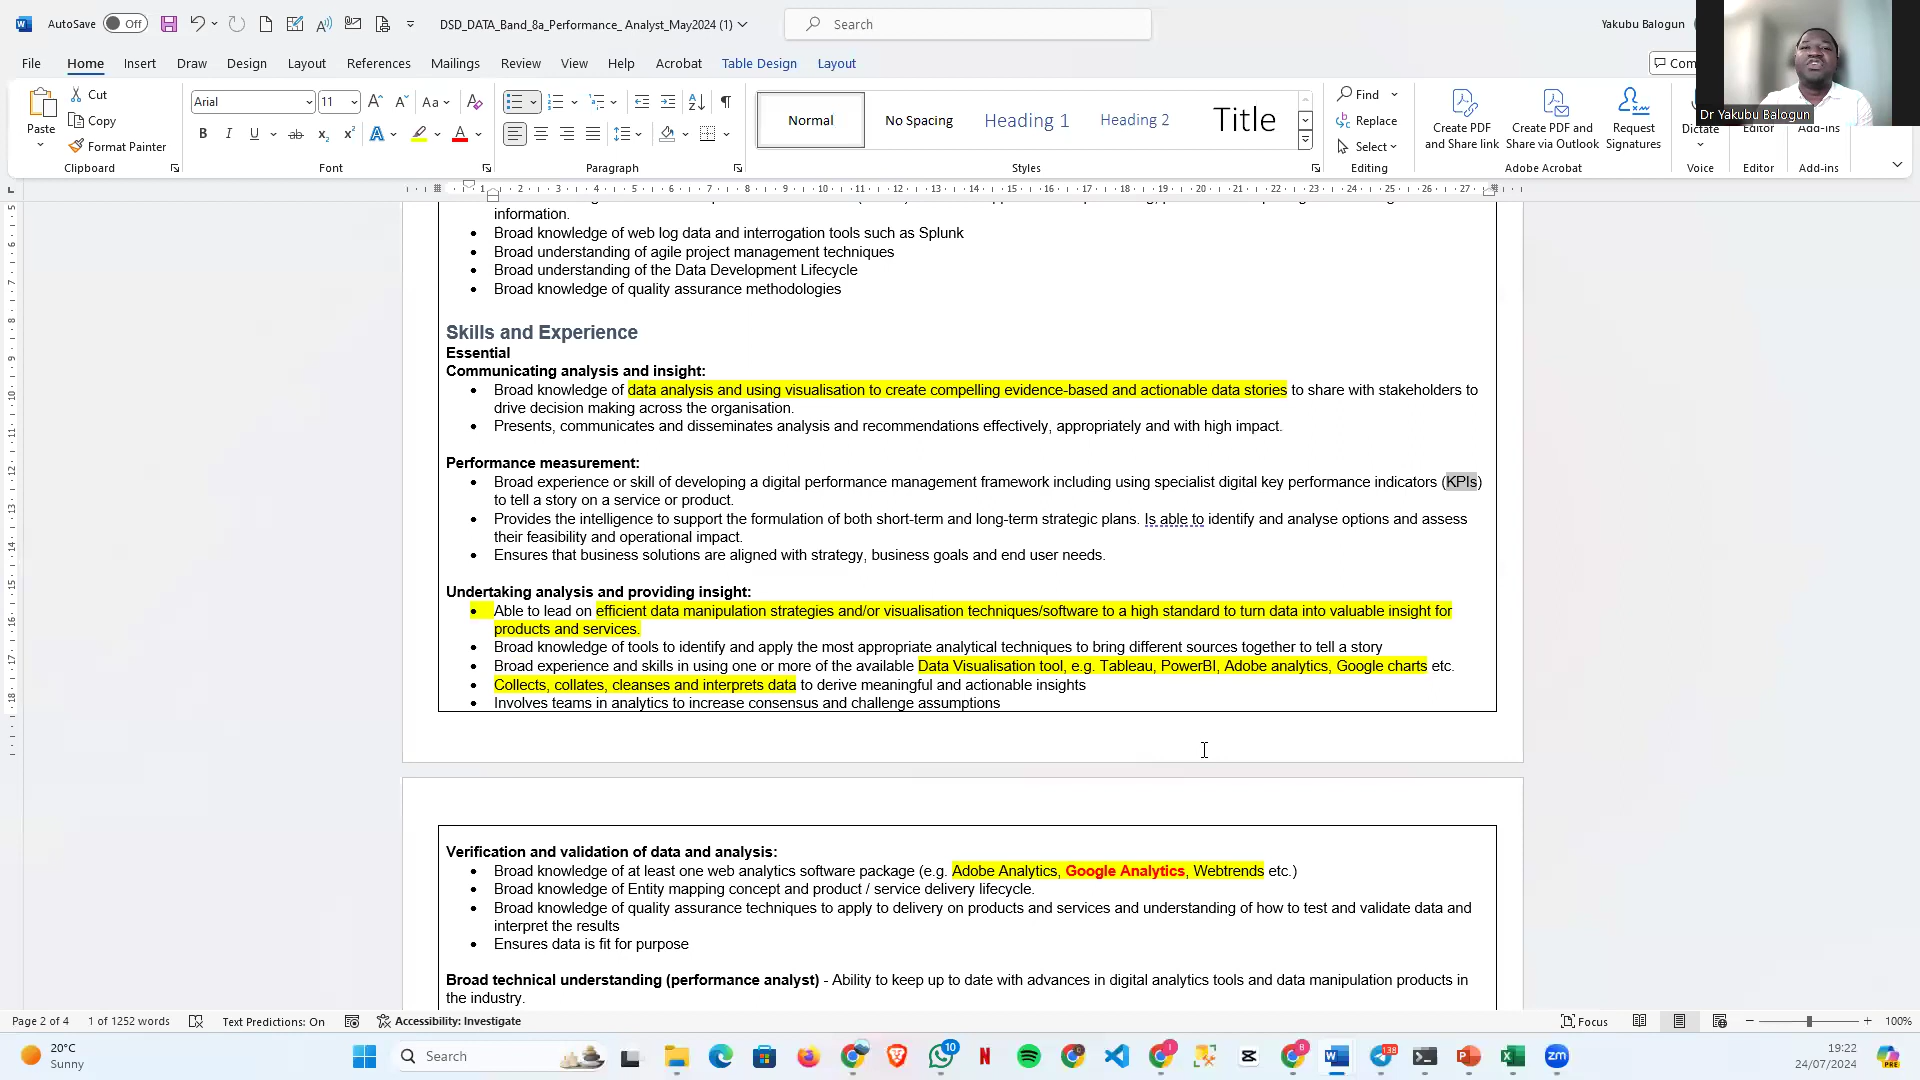 AutoSave Off DSD_DATA_Band_8a_Performance_ Analyst_May2024 (1) Search Yakubu Balogun
File Home Insert Draw Design Layout References Mailings Review View Help Acrobat Table Design Layout Com
Paste Cut Copy Format Painter Clipboard
Arial 11 Font
Paragraph
Normal No Spacing Heading 1 Heading 2 Title Styles
Find Replace Select Editing
Create PDF and Share link Create PDF and Share via Outlook Request Signatures Adobe Acrobat
Dictate Voice
Editor Editor
Add-ins Add-ins
Dr Yakubu Balogun
information.
• Broad knowledge of web log data and interrogation tools such as Splunk
• Broad understanding of agile project management techniques
• Broad understanding of the Data Development Lifecycle
• Broad knowledge of quality assurance methodologies
Skills and Experience
Essential
Communicating analysis and insight:
• Broad knowledge of data analysis and using visualisation to create compelling evidence-based and actionable data stories to share with stakeholders to
drive decision making across the organisation.
• Presents, communicates and disseminates analysis and recommendations effectively, appropriately and with high impact.
Performance measurement:
• Broad experience or skill of developing a digital performance management framework including using specialist digital key performance indicators (KPIs)
to tell a story on a service or product.
• Provides the intelligence to support the formulation of both short-term and long-term strategic plans. Is able to identify and analyse options and assess
their feasibility and operational impact.
• Ensures that business solutions are aligned with strategy, business goals and end user needs.
Undertaking analysis and providing insight:
• Able to lead on efficient data manipulation strategies and/or visualisation techniques/software to a high standard to turn data into valuable insight for
products and services.
• Broad knowledge of tools to identify and apply the most appropriate analytical techniques to bring different sources together to tell a story
• Broad experience and skills in using one or more of the available Data Visualisation tool, e.g. Tableau, PowerBI, Adobe analytics, Google charts etc.
• Collects, collates, cleanses and interprets data to derive meaningful and actionable insights
• Involves teams in analytics to increase consensus and challenge assumptions
Verification and validation of data and analysis:
• Broad knowledge of at least one web analytics software package (e.g. Adobe Analytics, Google Analytics, Webtrends etc.)
• Broad knowledge of Entity mapping concept and product / service delivery lifecycle.
• Broad knowledge of quality assurance techniques to apply to delivery on products and services and understanding of how to test and validate data and
interpret the results
• Ensures data is fit for purpose
Broad technical understanding (performance analyst) - Ability to keep up to date with advances in digital analytics tools and data manipulation products in
the industry.
Page 2 of 4 1 of 1252 words Text Predictions: On Accessibility: Investigate Focus 100%
20°C
Sunny
Search
19:22
24/07/2024